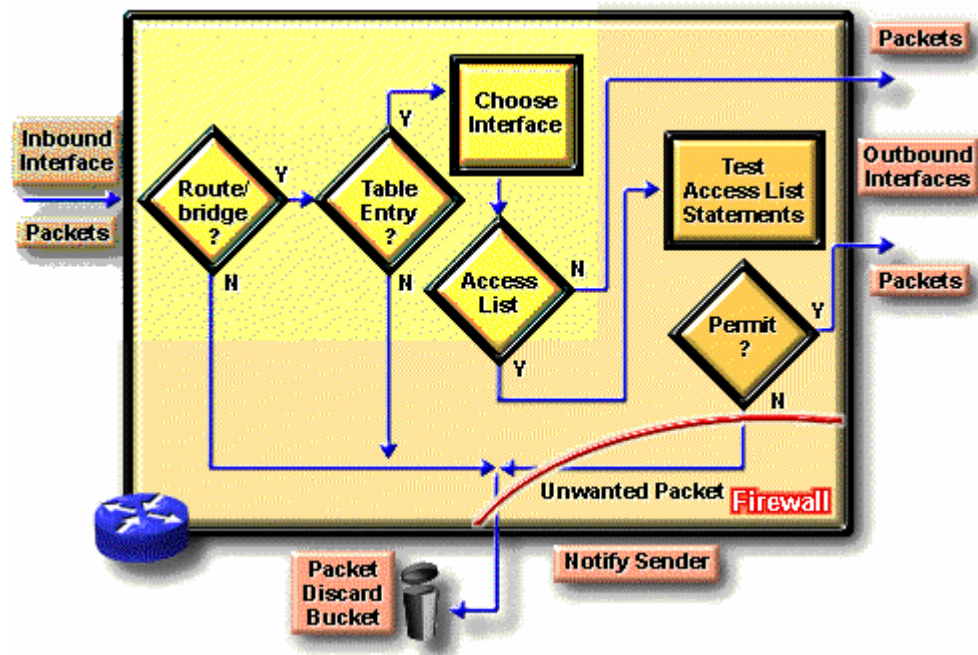 Packets
Inbound
Interface
Packets
Route/
bridge
?
Y
N
Table
Entry
?
Y
N
Choose
Interface
Access
List
N
Y
Test
Access List
Statements
Permit
?
Y
N
Outbound
Interfaces
Packets
Unwanted Packet
Firewall
Notify Sender
Packet
Discard
Bucket